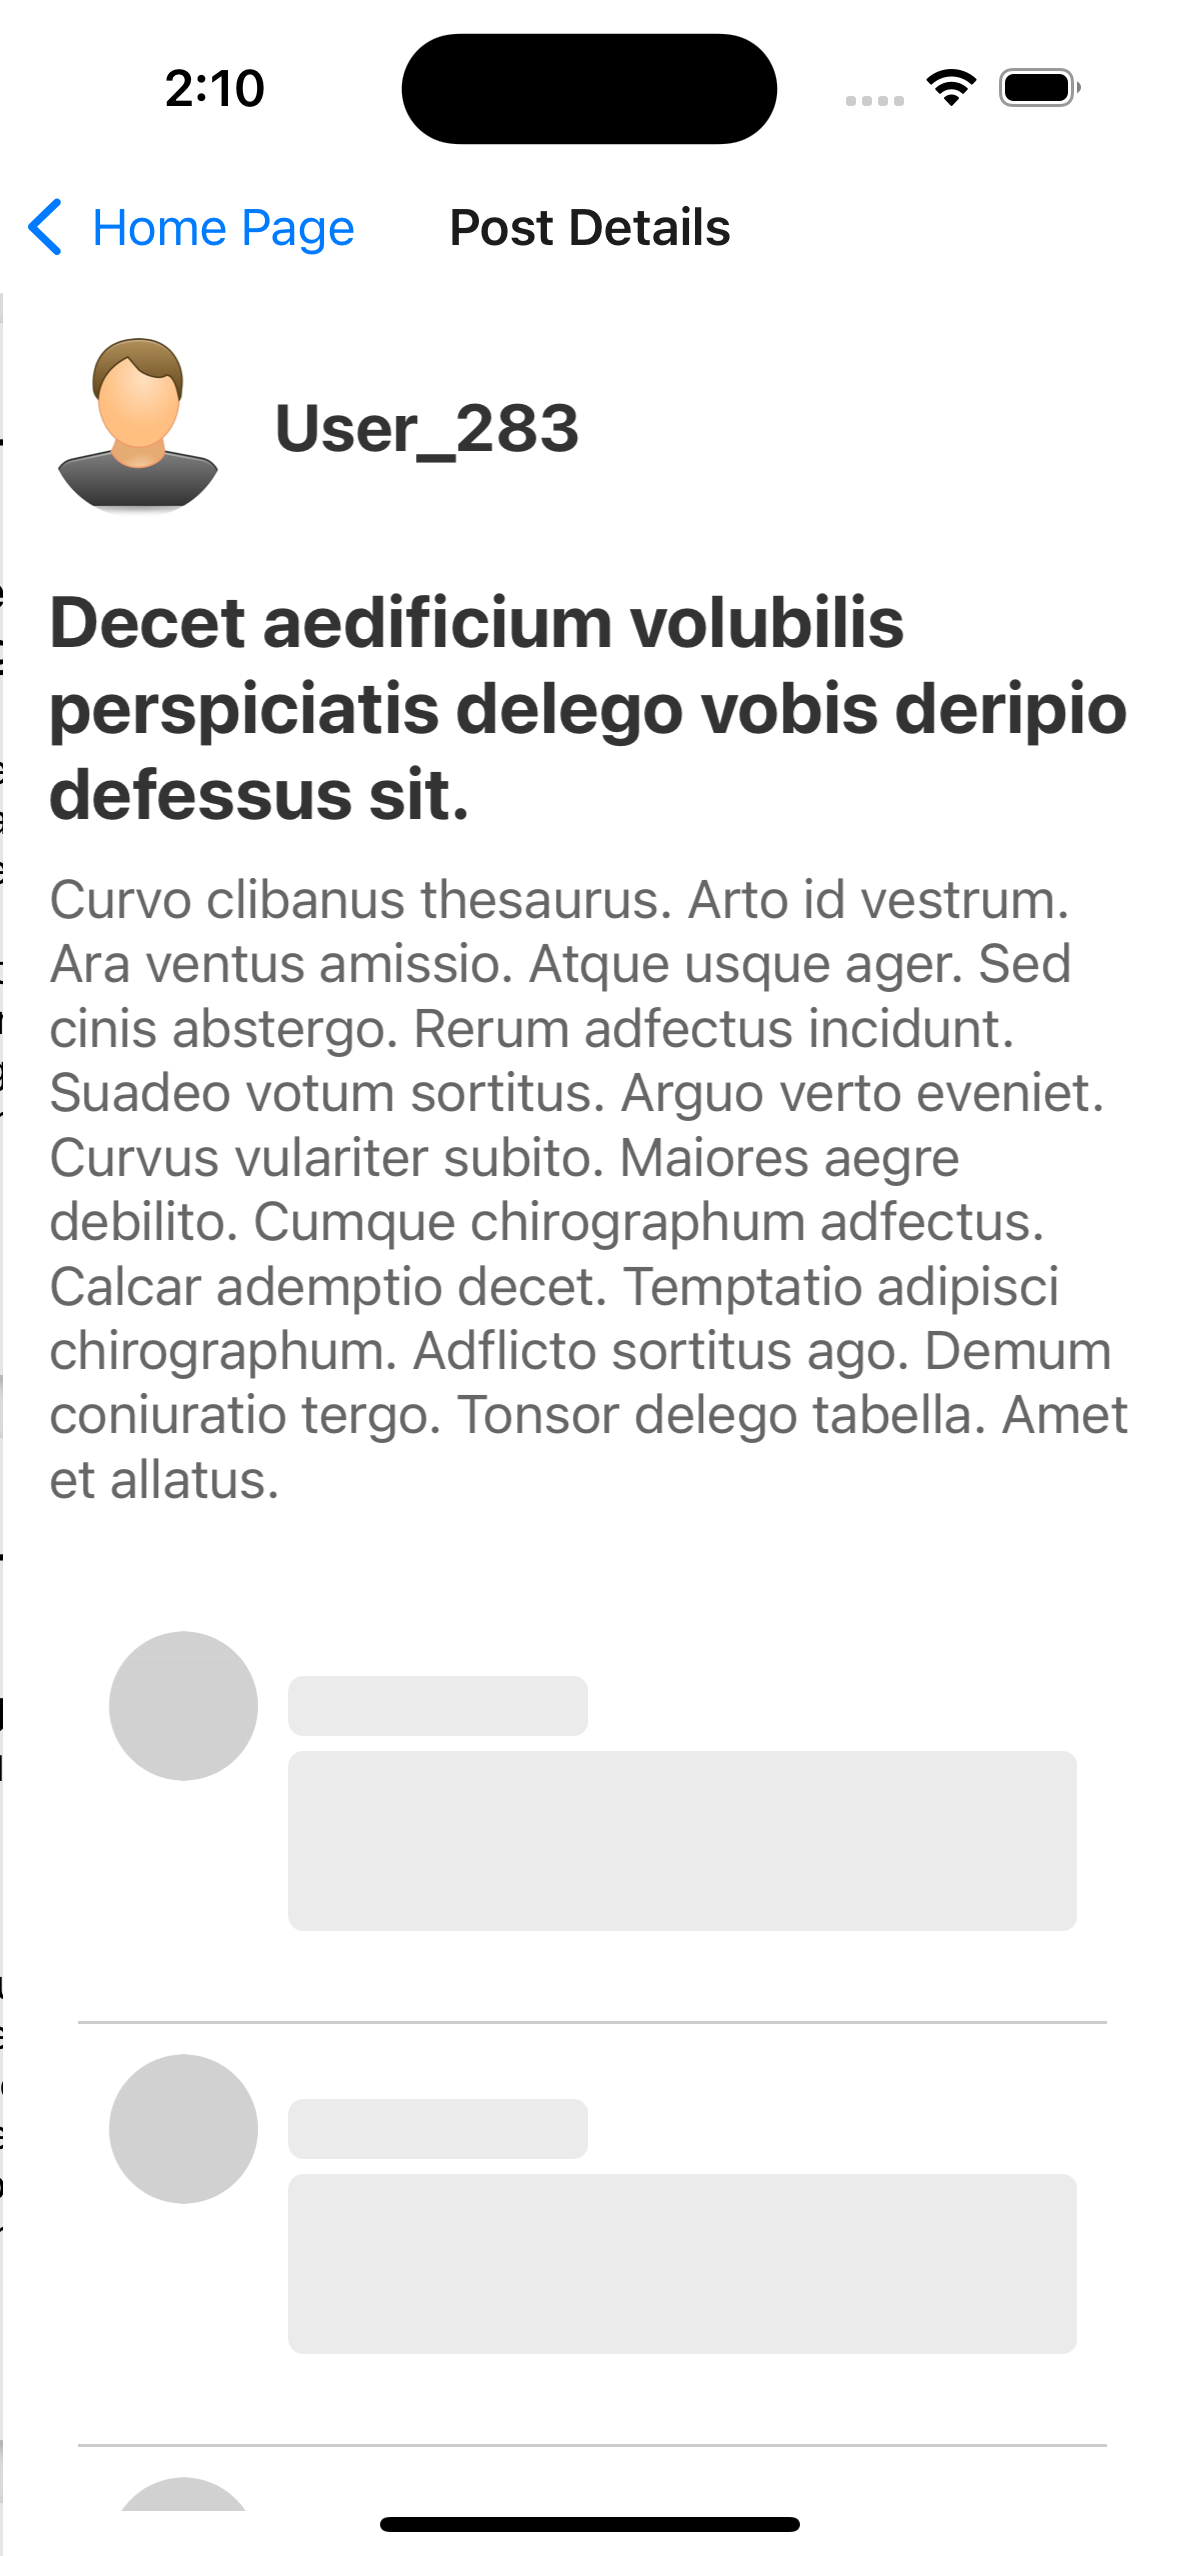 2:10
Home Page
Post Details
User_283
Decet aedificium volubilis
perspiciatis delego vobis deripio
defessus sit.
Curvo clibanus thesaurus. Arto id vestrum.
Ara ventus amissio. Atque usque ager. Sed
cinis abstergo. Rerum adfectus incidunt.
Suadeo votum sortitus. Arguo verto eveniet.
Curvus vulariter subito. Maiores aegre
debilito. Cumque chirographum adfectus.
Calcar ademptio decet. Temptatio adipisci
chirographum. Adflicto sortitus ago. Demum
coniuratio tergo. Tonsor delego tabella. Amet
et allatus.